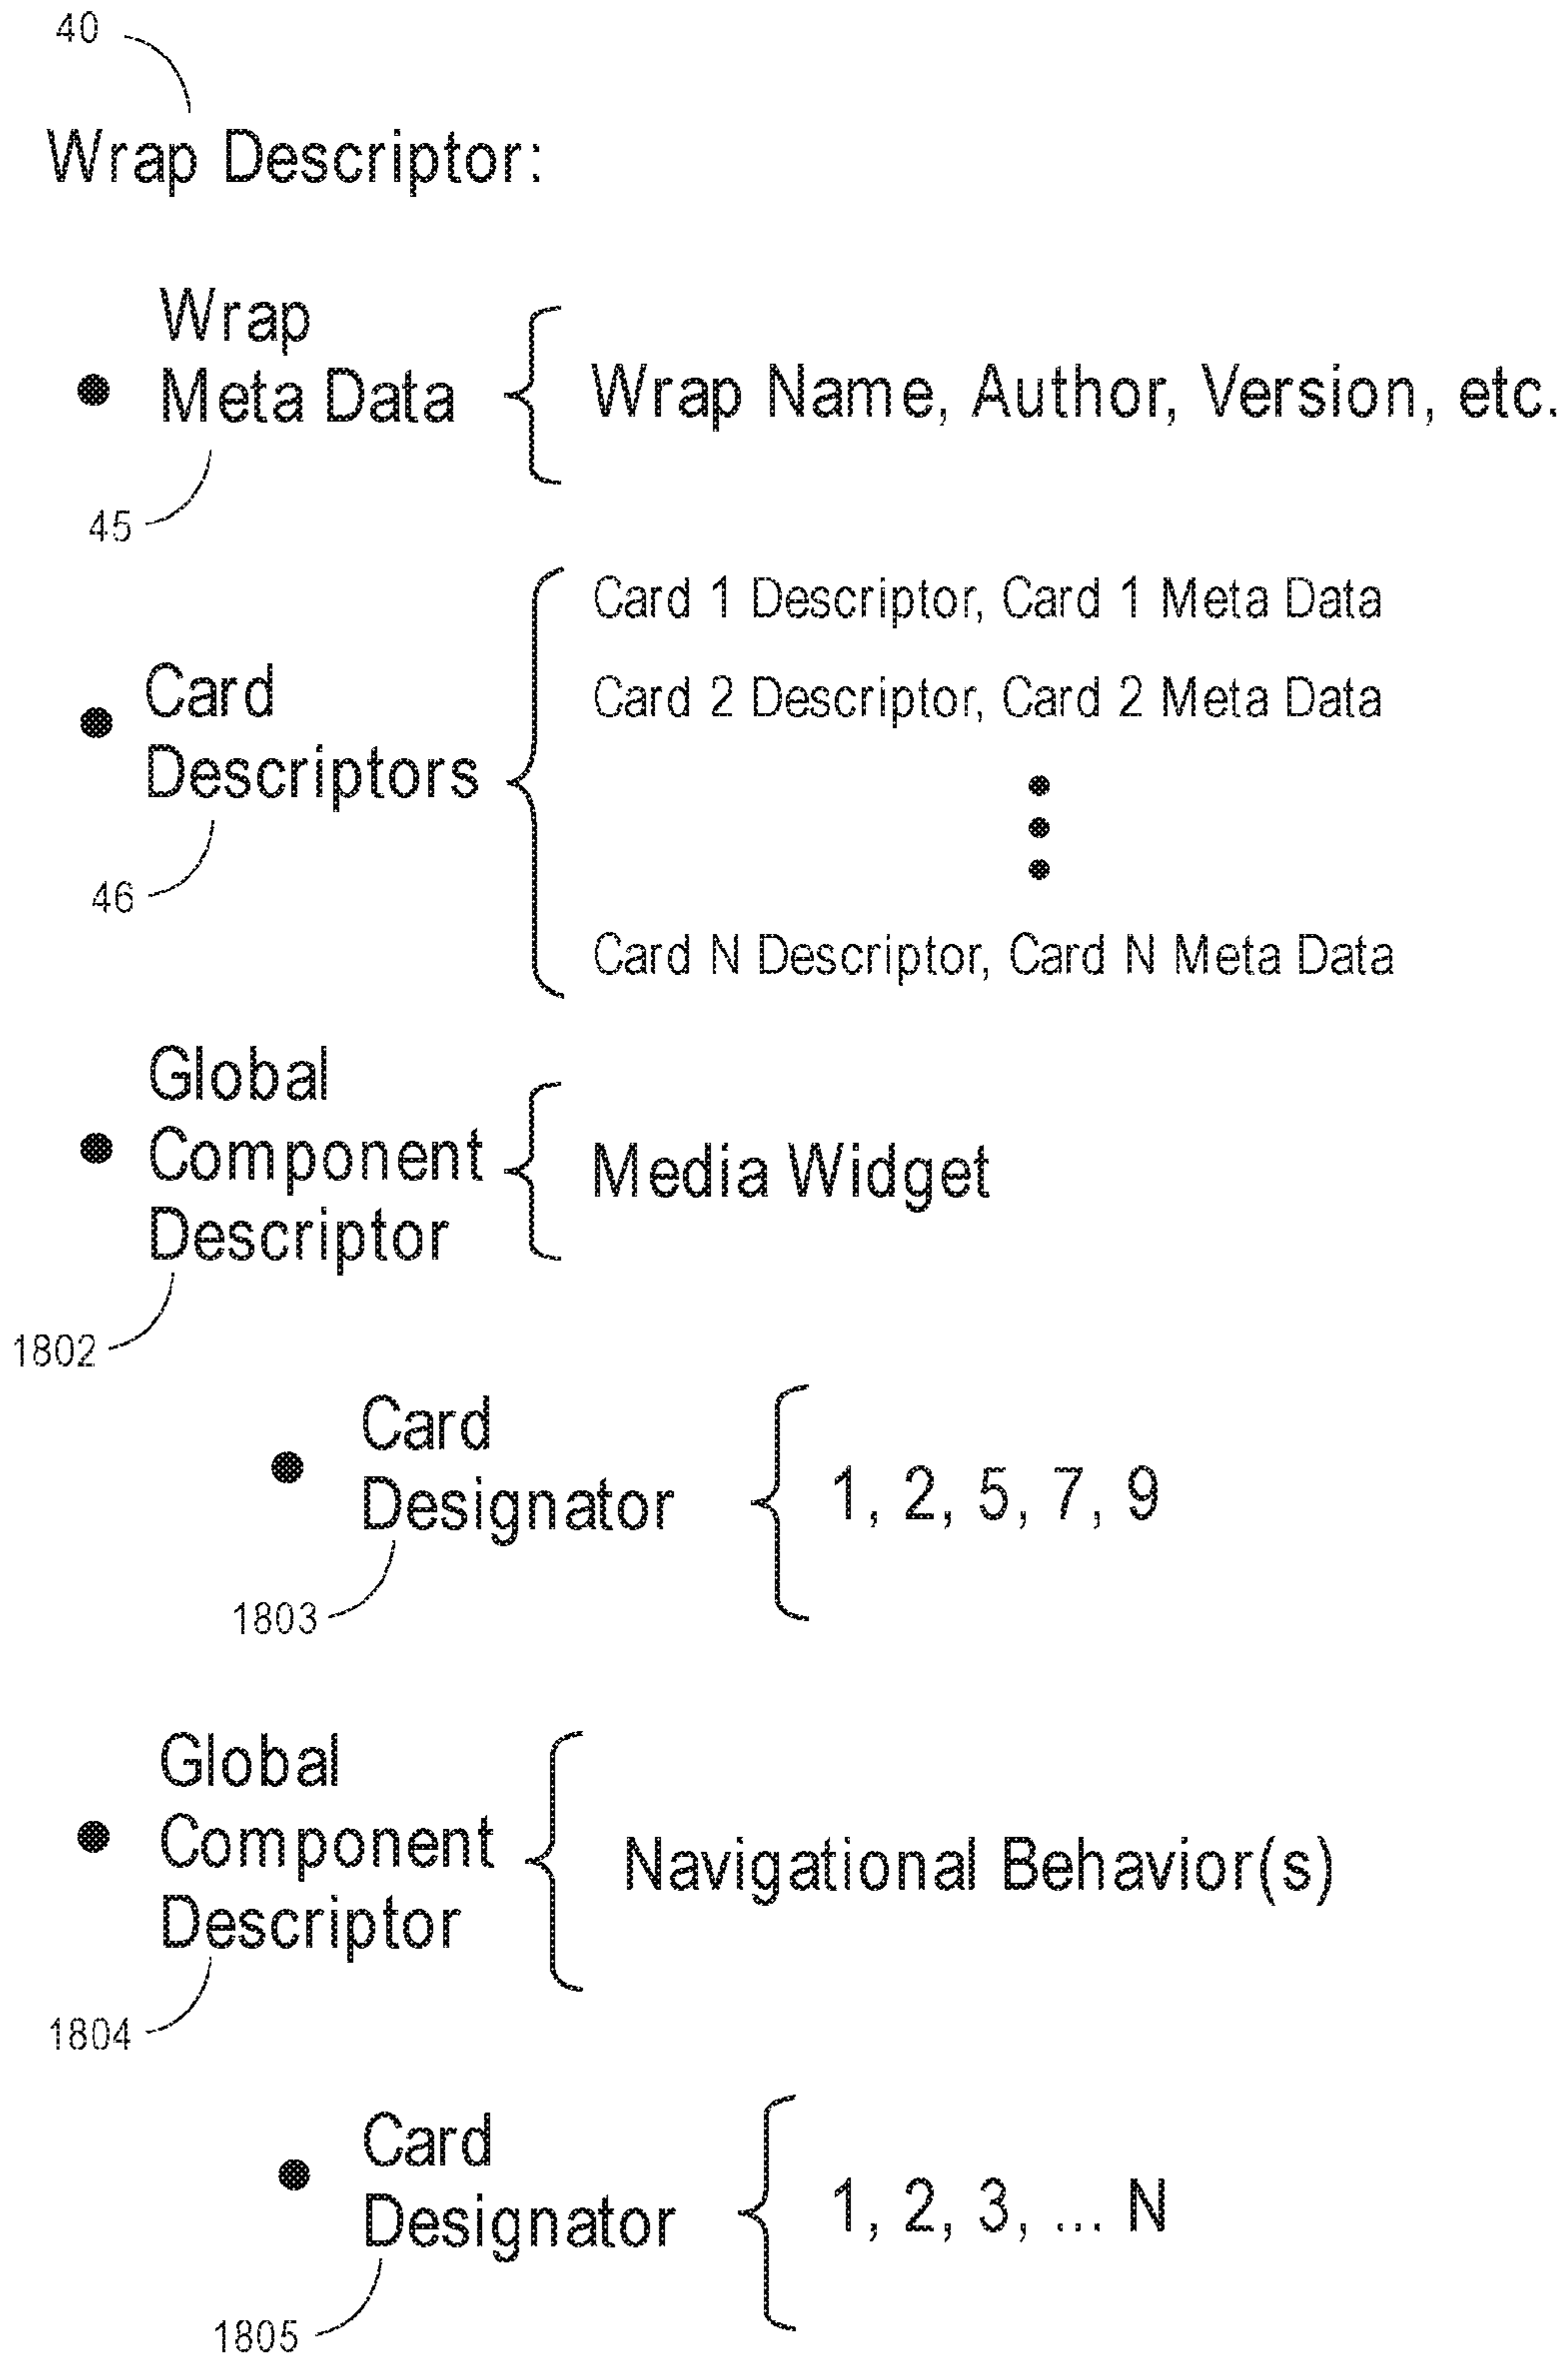 40
Wrap Descriptor:
Wrap
Meta Data
Wrap Name, Author, Version, etc.
45
Card 1 Descriptor, Card 1 Meta Data
Card 2 Descriptor, Card 2 Meta Data
Card
Descriptors
46
Card N Descriptor, Card N Meta Data
Global
Component
Descriptor
Media Widget
1802
Card
Designator
1, 2, 5, 7, 9
1803
Global
Component
Descriptor
Navigational Behavior(s)
1804
Card
Designator
1, 2, 3, ... N
1805